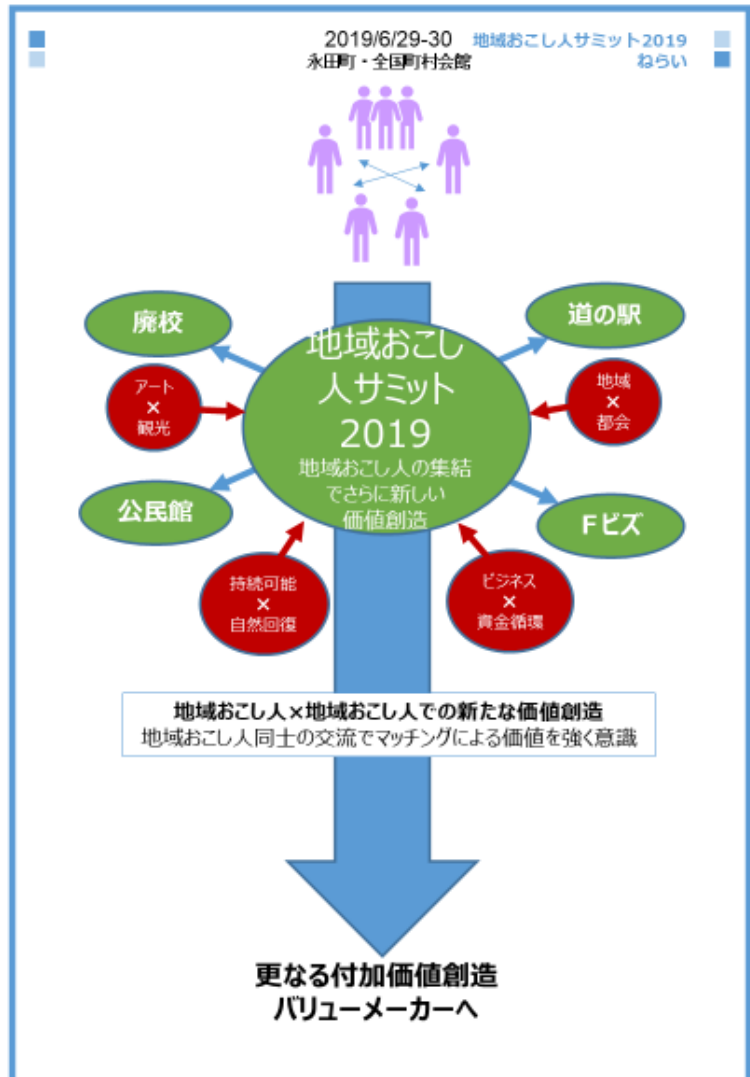 2019/6/29-30
永田町・全国町村会館
地域おこし人サミット2019
ねらい
廃校
道の駅
地域おこし
人サミット
2019
地域おこし人の集結
でさらに新しい
価値創造
アート
×
観光
地域
×
都会
公民館
Fビズ
持続可能
×
自然回復
ビジネス
×
資金循環
地域おこし人×地域おこし人での新たな価値創造
地域おこし人同士の交流でマッチングによる価値を強く意識
更なる付加価値創造
バリューメーカーへ